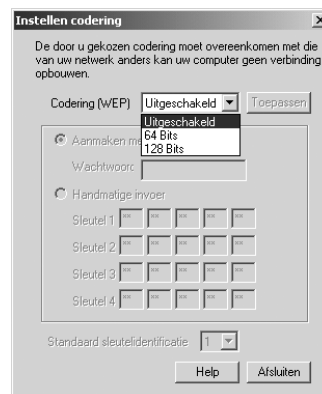 Instellen codering
De door u gekozen codering moet overeenkomen met die
van uw netwerk anders kan uw computer geen verbinding
opbouwen.
Codering (WEP) Uitgeschakeld Toepassen
Uitgeschakeld
64 Bits
128 Bits
Aanmaken me
Wachtwoorc
Handmatige invoer
Sleutel 1 ** ** ** ** **
Sleutel 2 ** ** ** ** **
Sleutel 3 ** ** ** ** **
Sleutel 4 ** ** ** ** **
Standaard sleutelidentificatie 1
Help Afsluiten